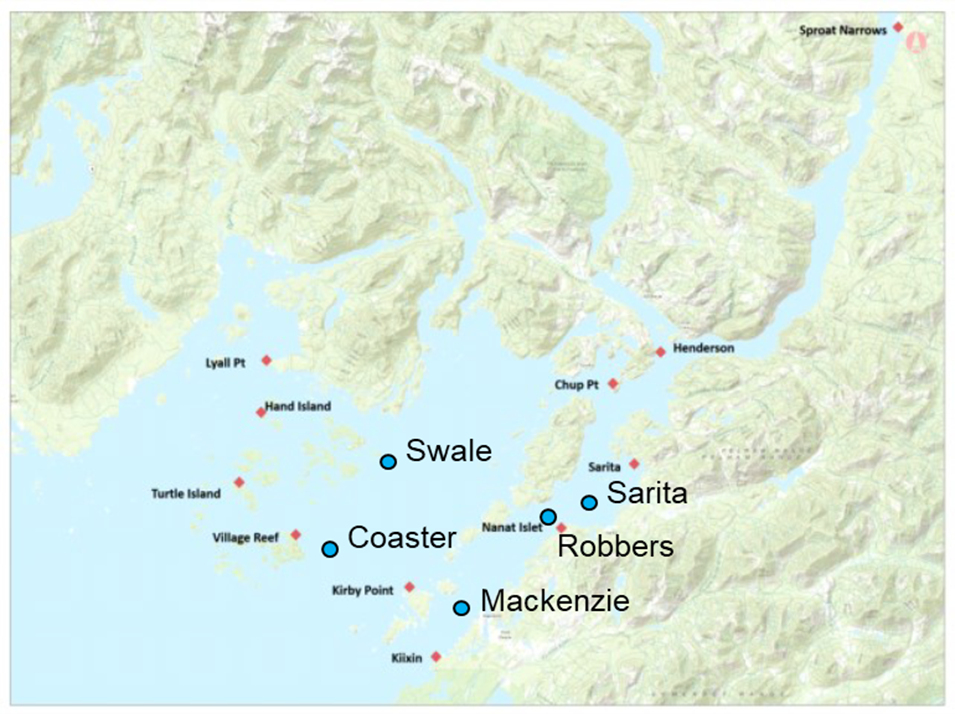 Sproat Narrows
Henderson
Lyall Pt
Chup Pt
Hand Island
Swale
Sarita
Sarita
Turtle Island
Nanat Islet
Village Reef
Coaster
Robbers
Kirby Point
Mackenzie
Kiixin